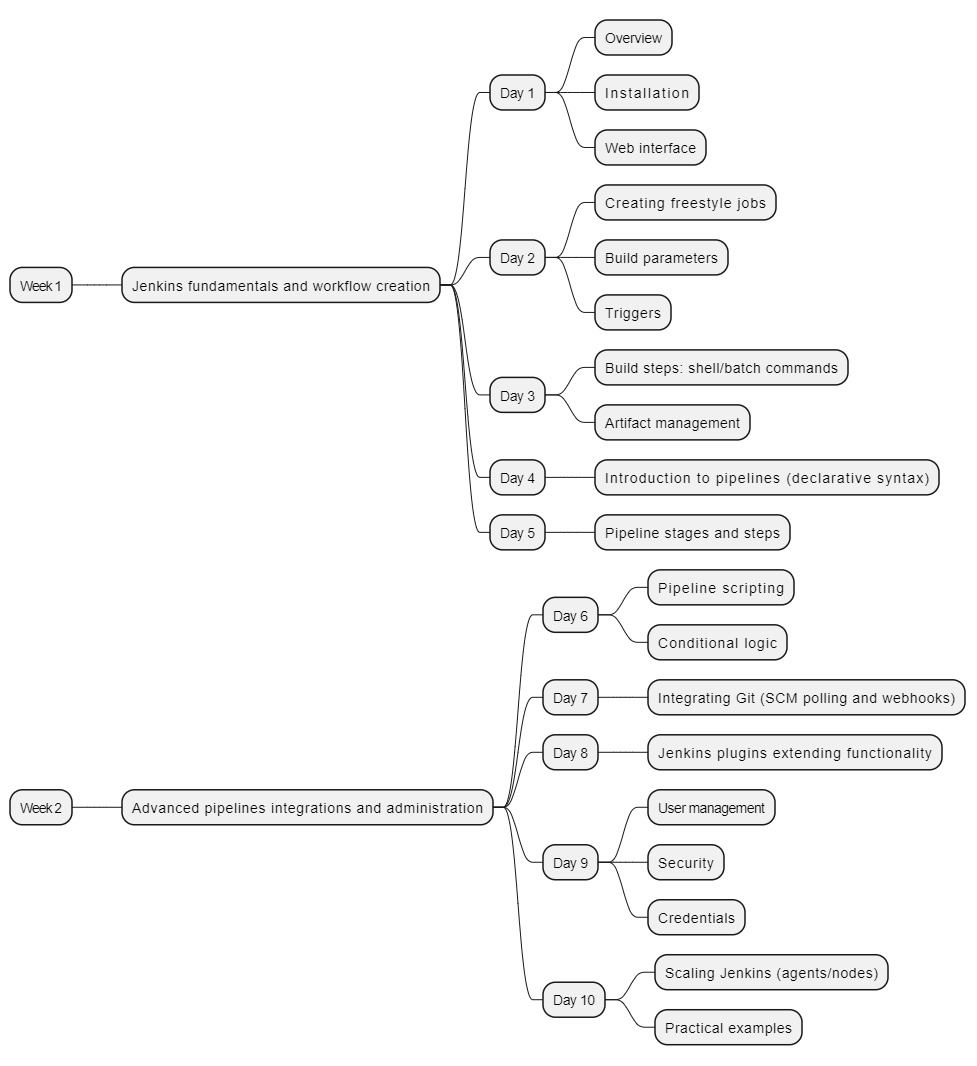 Week 1
Jenkins fundamentals and workflow creation
Day 1
Overview
Installation
Web interface
Day 2
Creating freestyle jobs
Build parameters
Triggers
Day 3
Build steps: shell/batch commands
Artifact management
Day 4
Introduction to pipelines (declarative syntax)
Day 5
Pipeline stages and steps
Week 2
Advanced pipelines integrations and administration
Day 6
Pipeline scripting
Conditional logic
Day 7
Integrating Git (SCM polling and webhooks)
Day 8
Jenkins plugins extending functionality
Day 9
User management
Security
Credentials
Day 10
Scaling Jenkins (agents/nodes)
Practical examples